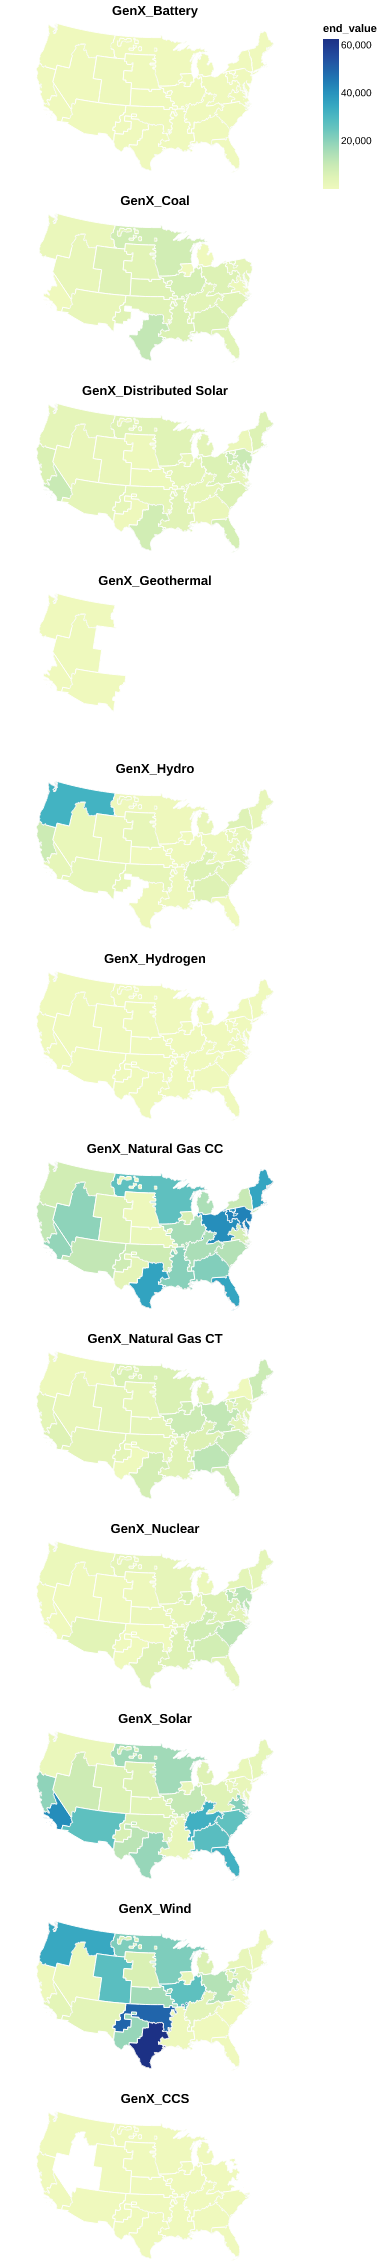 GenX_Battery
end_value
60,000
40,000
20,000
GenX_Coal
GenX_Distributed Solar
GenX_Geothermal
GenX_Hydro
GenX_Hydrogen
GenX_Natural Gas CC
GenX_Natural Gas CT
GenX_Nuclear
GenX_Solar
GenX_Wind
GenX_CCS